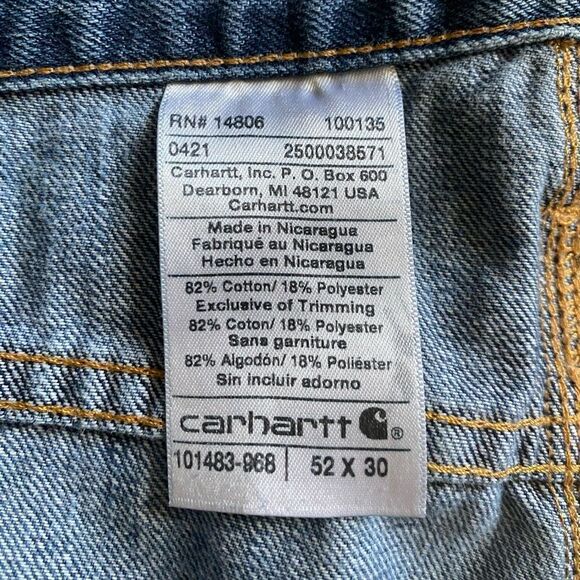 RN# 14806 100135
0421 2500038571
Carhartt, Inc. P. O. Box 600
Dearborn, MI 48121 USA
Carhartt.com
Made in Nicaragua
Fabriqué au Nicaragua
Hecho en Nicaragua
82% Cotton/ 18% Polyester
Exclusive of Trimming
82% Coton/ 18% Polyester
Sans garniture
82% Algodón/ 18% Poliéster
Sin incluir adorno
carhartt ®
101483-968 52 X 30